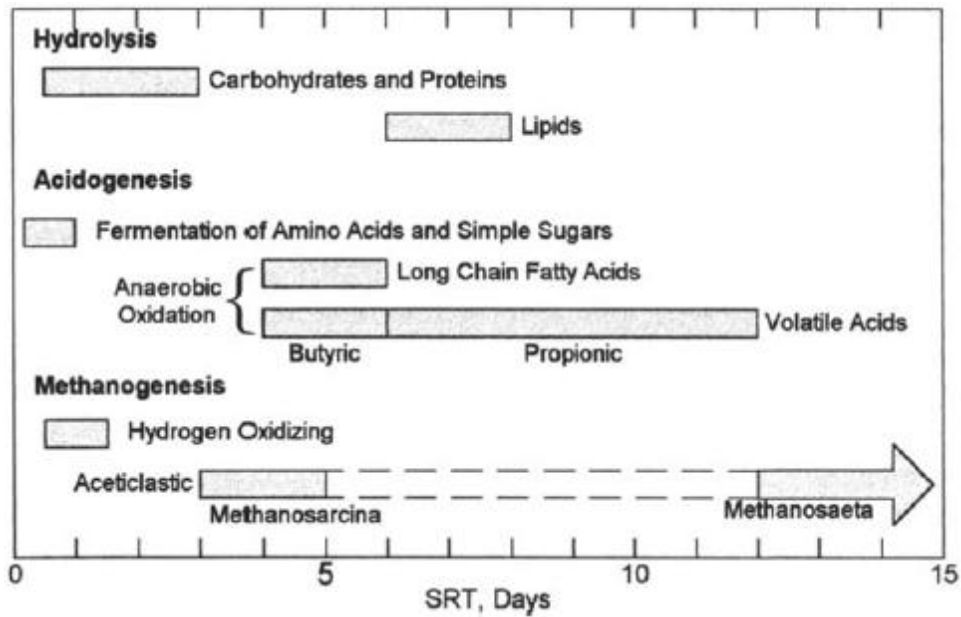 Hydrolysis
Carbohydrates and Proteins
Lipids
Acidogenesis
Fermentation of Amino Acids and Simple Sugars
Anaerobic
Oxidation
Long Chain Fatty Acids
Volatile Acids
Butyric
Propionic
Methanogenesis
Hydrogen Oxidizing
Aceticlastic
Methanosarcina
Methanosaeta
0
5
10
15
SRT, Days